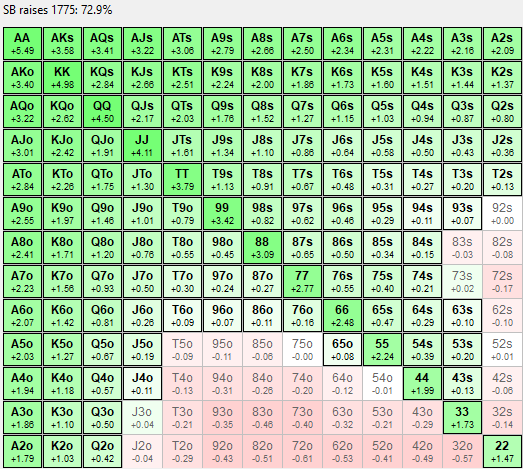 SB raises 1775: 72.9%
AA AKs AQs AJs ATs A9s A8s A7s A6s A5s A4s A3s A2s
+5.49 +3.58 +3.41 +3.22 +3.06 +2.79 +2.66 +2.50 +2.34 +2.31 +2.22 +2.16 +2.09
AKo KK KQs KJs KTs K9s K8s K7s K6s K5s K4s K3s K2s
+3.40 +4.98 +2.84 +2.66 +2.51 +2.24 +2.00 +1.86 +1.73 +1.60 +1.51 +1.44 +1.37
AQo KQo QQ QJs QTs Q9s Q8s Q7s Q6s Q5s Q4s Q3s Q2s
+3.22 +2.62 +4.50 +2.17 +2.03 +1.76 +1.52 +1.27 +1.15 +1.03 +0.94 +0.87 +0.80
AJo KJo QJo JJ JTs J9s J8s J7s J6s J5s J4s J3s J2s
+3.01 +2.42 +1.91 +4.11 +1.61 +1.34 +1.10 +0.86 +0.64 +0.58 +0.50 +0.43 +0.36
ATo KTo QTo JTo TT T9s T8s T7s T6s T5s T4s T3s T2s
+2.84 +2.26 +1.75 +1.30 +3.79 +1.13 +0.91 +0.67 +0.48 +0.31 +0.27 +0.20 +0.13
A9o K9o Q9o J9o T9o 99 98s 97s 96s 95s 94s 93s 92s
+2.55 +1.97 +1.46 +1.01 +0.79 +3.42 +0.82 +0.62 +0.46 +0.29 +0.11 +0.07 +0.00
A8o K8o Q8o J8o T8o 98o 88 87s 86s 85s 84s 83s 82s
+2.41 +1.71 +1.20 +0.76 +0.55 +0.45 +3.09 +0.65 +0.50 +0.34 +0.15 -0.03 -0.08
A7o K7o Q7o J7o T7o 97o 87o 77 76s 75s 74s 73s 72s
+2.23 +1.56 +0.93 +0.50 +0.30 +0.24 +0.27 +2.77 +0.55 +0.40 +0.21 +0.02 -0.17
A6o K6o Q6o J6o T6o 96o 86o 76o 66 65s 64s 63s 62s
+2.07 +1.42 +0.81 +0.26 +0.09 +0.07 +0.11 +0.16 +2.48 +0.47 +0.29 +0.10 -0.10
A5o K5o Q5o J5o T5o 95o 85o 75o 65o 55 54s 53s 52s
+2.03 +1.27 +0.67 +0.19 -0.09 -0.11 -0.06 -0.00 +0.08 +2.24 +0.39 +0.20 +0.01
A4o K4o Q4o J4o T4o 94o 84o 74o 64o 54o 44 43s 42s
+1.94 +1.18 +0.57 +0.11 -0.13 -0.31 -0.26 -0.20 -0.12 -0.01 +1.99 +0.13 -0.06
A3o K3o Q3o J3o T3o 93o 83o 73o 63o 53o 43o 33 32s
+1.86 +1.10 +0.50 +0.04 -0.21 -0.35 -0.46 -0.40 -0.32 -0.21 -0.29 +1.73 -0.14
A2o K2o Q2o J2o T2o 92o 82o 72o 62o 52o 42o 32o 22
+1.79 +1.03 +0.42 -0.04 -0.29 -0.43 -0.51 -0.61 -0.53 -0.41 -0.49 -0.57 +1.47